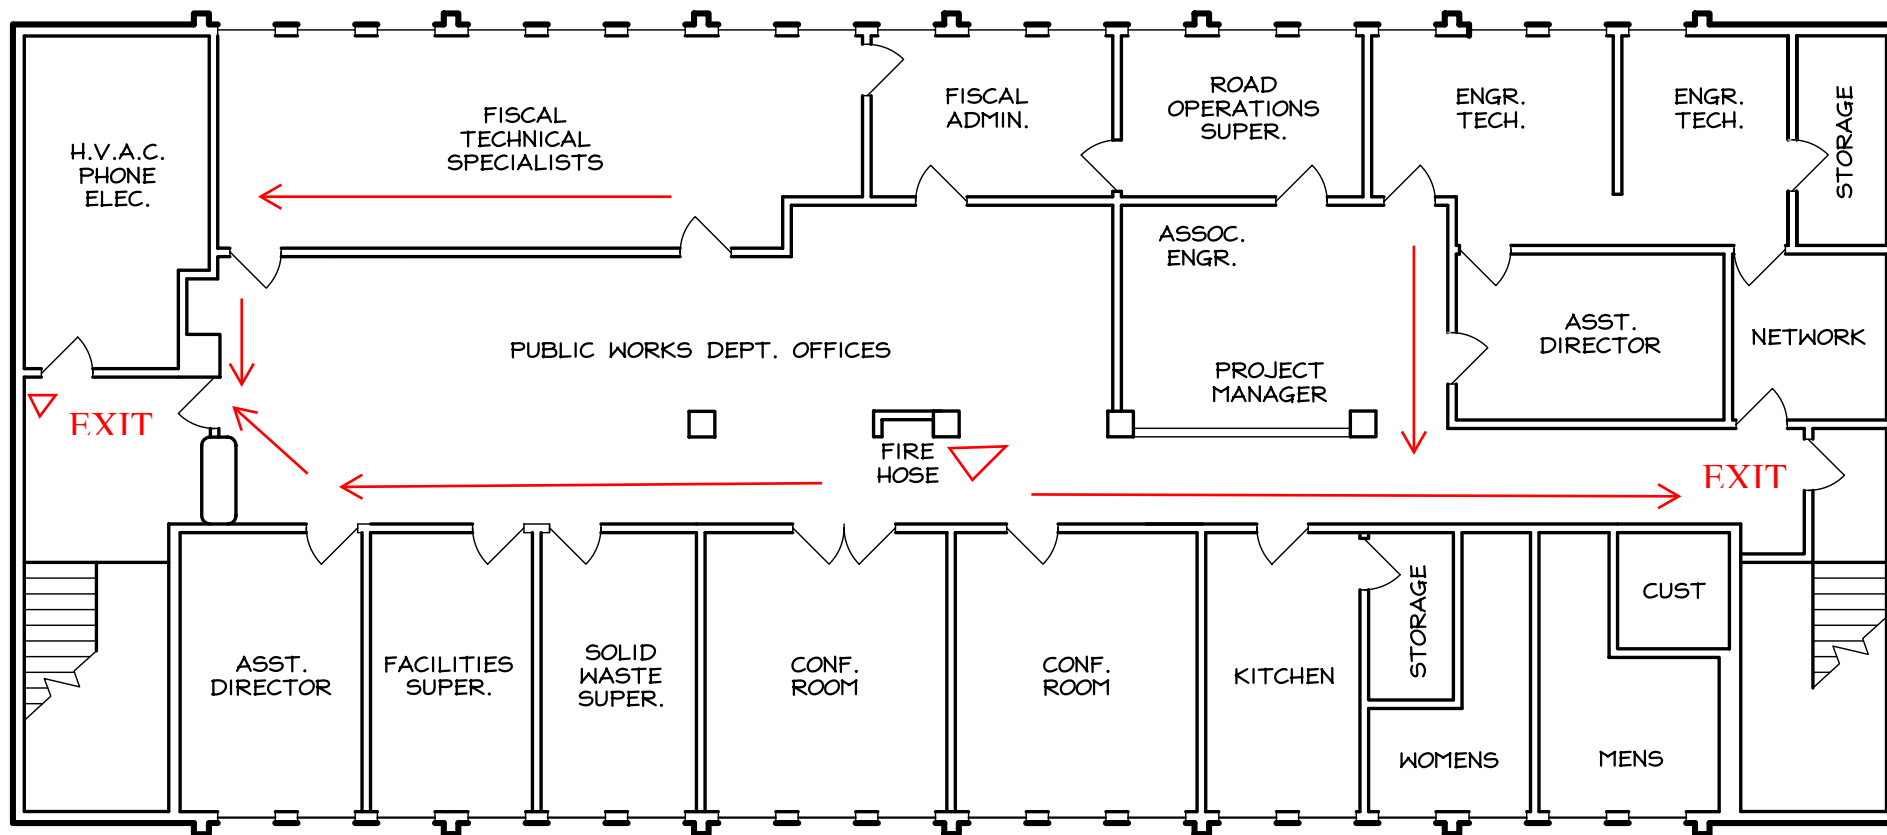 H.V.A.C.
PHONE
ELEC.
FISCAL
TECHNICAL
SPECIALISTS
FISCAL
ADMIN.
ROAD
OPERATIONS
SUPER.
ENGR.
TECH.
ENGR.
TECH.
STORAGE
ASSOC.
ENGR.
PUBLIC WORKS DEPT. OFFICES
PROJECT
MANAGER
ASST.
DIRECTOR
NETWORK
EXIT
FIRE
HOSE
EXIT
ASST.
DIRECTOR
FACILITIES
SUPER.
SOLID
WASTE
SUPER.
CONF.
ROOM
CONF.
ROOM
KITCHEN
STORAGE
WOMENS
MENS
CUST